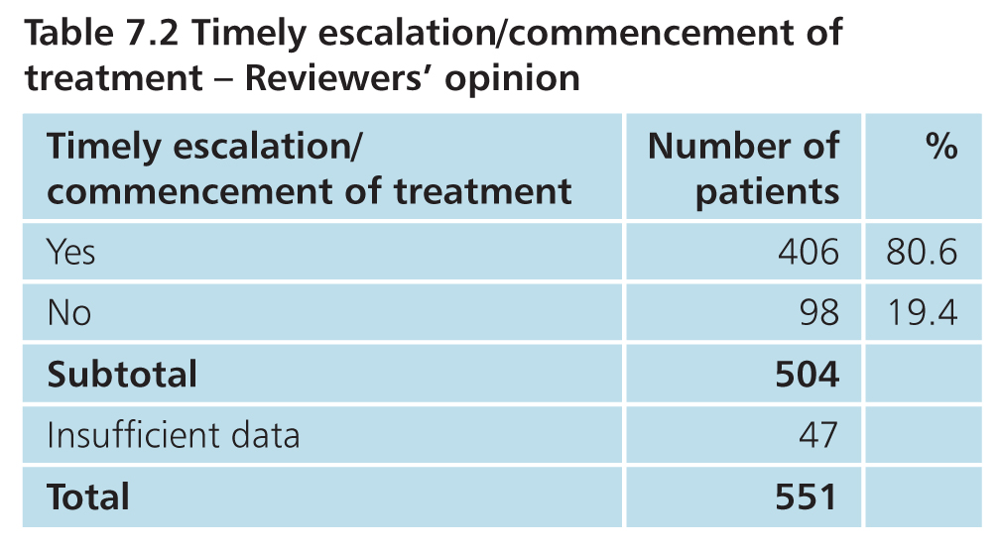 Table 7.2 Timely escalation/commencement of
treatment – Reviewers’ opinion
Timely escalation/
commencement of treatment
Number of
patients
%
Yes 406 80.6
No 98 19.4
Subtotal 504
Insufficient data 47
Total 551